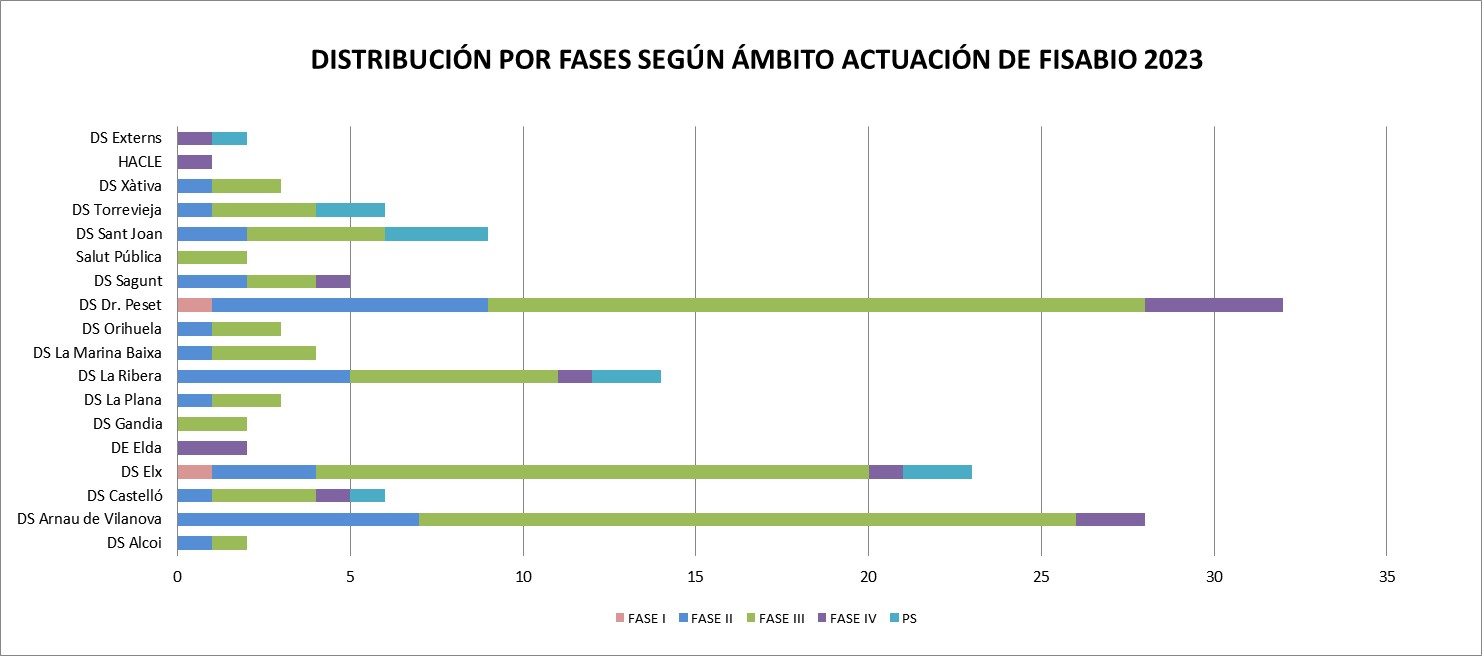 DISTRIBUCIÓN POR FASES SEGÚN ÁMBITO ACTUACIÓN DE FISABIO 2023
DS Externs
HACLE
DS Xàtiva
DS Torrevieja
DS Sant Joan
Salut Pública
DS Sagunt
DS Dr. Peset
DS Orihuela
DS La Marina Baixa
DS La Ribera
DS La Plana
DS Gandia
DE Elda
DS Elx
DS Castelló
DS Arnau de Vilanova
DS Alcoi
0 5 10 15 20 25 30 35
FASE I FASE II FASE III FASE IV PS